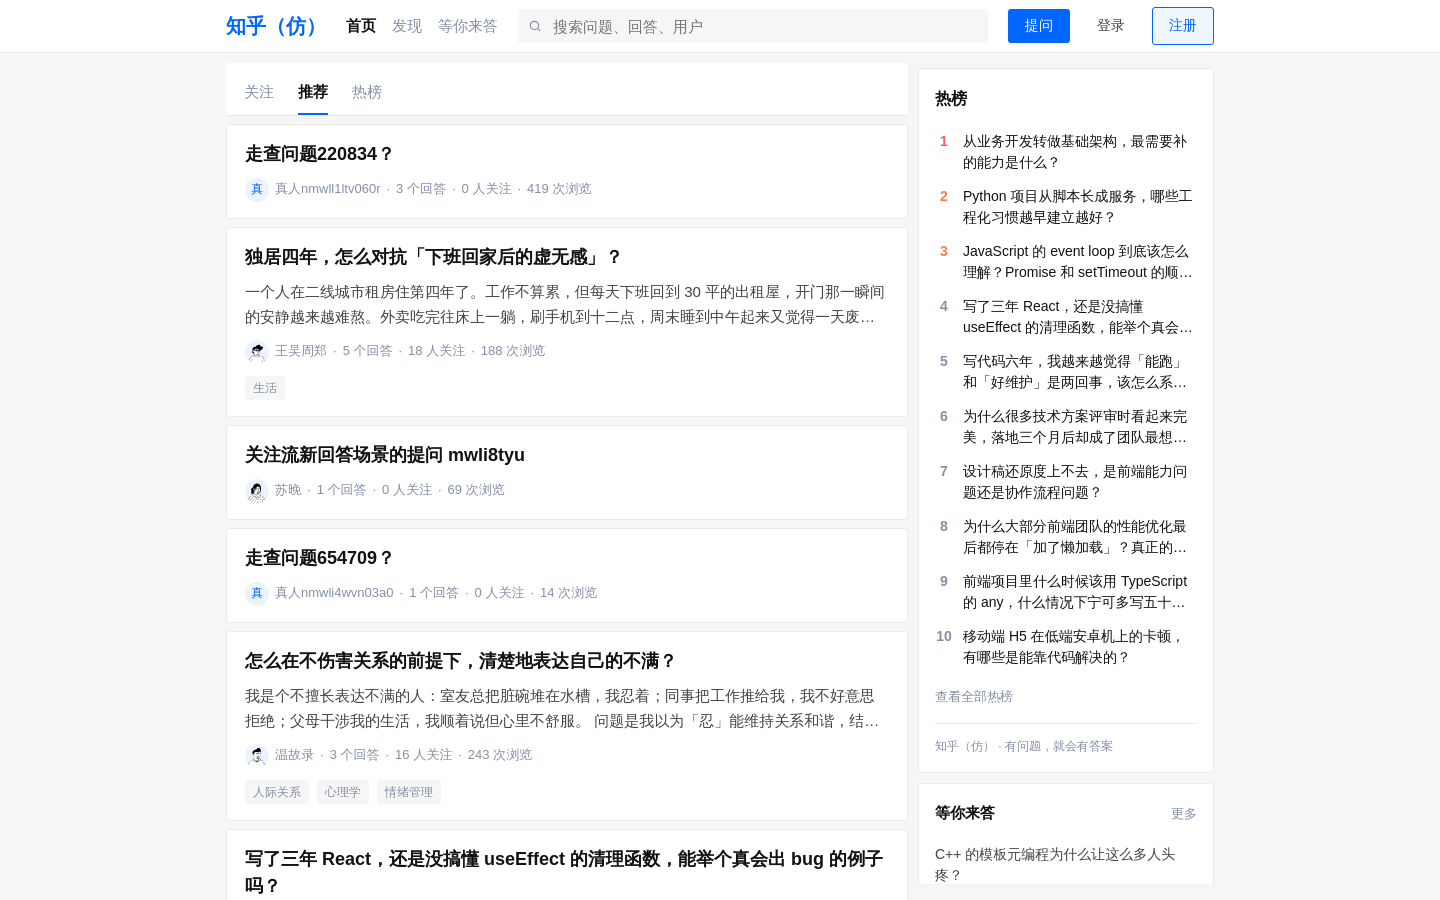 知乎（仿） 首页 发现 等你来答 搜索问题、回答、用户 提问 登录 注册
关注 推荐 热榜
走查问题220834？
真 真人nmwll1ltv060r · 3 个回答 · 0 人关注 · 419 次浏览
独居四年，怎么对抗「下班回家后的虚无感」？
一个人在二线城市租房住第四年了。工作不算累，但每天下班回到 30 平的出租屋，开门那一瞬间
的安静越来越难熬。外卖吃完往床上一躺，刷手机到十二点，周末睡到中午起来又觉得一天废…
王吴周郑 · 5 个回答 · 18 人关注 · 188 次浏览
生活
关注流新回答场景的提问 mwli8tyu
苏晚 · 1 个回答 · 0 人关注 · 69 次浏览
走查问题654709？
真 真人nmwli4wvn03a0 · 1 个回答 · 0 人关注 · 14 次浏览
怎么在不伤害关系的前提下，清楚地表达自己的不满？
我是个不擅长表达不满的人：室友总把脏碗堆在水槽，我忍着；同事把工作推给我，我不好意思
拒绝；父母干涉我的生活，我顺着说但心里不舒服。 问题是我以为「忍」能维持关系和谐，结…
温故录 · 3 个回答 · 16 人关注 · 243 次浏览
人际关系 心理学 情绪管理
写了三年 React，还是没搞懂 useEffect 的清理函数，能举个真会出 bug 的例子
吗？
热榜
1 从业务开发转做基础架构，最需要补
的能力是什么？
2 Python 项目从脚本长成服务，哪些工
程化习惯越早建立越好？
3 JavaScript 的 event loop 到底该怎么
理解？Promise 和 setTimeout 的顺…
4 写了三年 React，还是没搞懂
useEffect 的清理函数，能举个真会…
5 写代码六年，我越来越觉得「能跑」
和「好维护」是两回事，该怎么系…
6 为什么很多技术方案评审时看起来完
美，落地三个月后却成了团队最想…
7 设计稿还原度上不去，是前端能力问
题还是协作流程问题？
8 为什么大部分前端团队的性能优化最
后都停在「加了懒加载」？真正的…
9 前端项目里什么时候该用 TypeScript
的 any，什么情况下宁可多写五十…
10 移动端 H5 在低端安卓机上的卡顿，
有哪些是能靠代码解决的？
查看全部热榜
知乎（仿） · 有问题，就会有答案
等你来答 更多
C++ 的模板元编程为什么让这么多人头
疼？